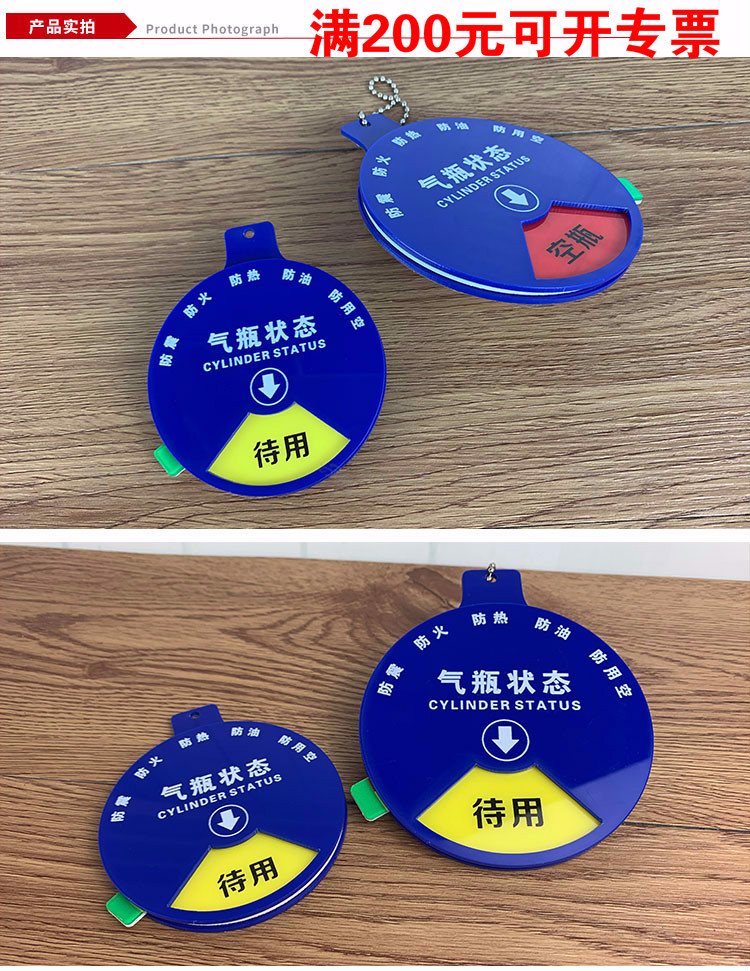 产品实拍
Product Photograph
满200元可开专票
防震 防火 防热 防油 防用空
气瓶状态
CYLINDER STATUS
空瓶
防震 防火 防热 防油 防用空
气瓶状态
CYLINDER STATUS
待用
防震 防火 防热 防油 防用空
气瓶状态
CYLINDER STATUS
待用
防震 防火 防热 防油 防用空
气瓶状态
CYLINDER STATUS
待用